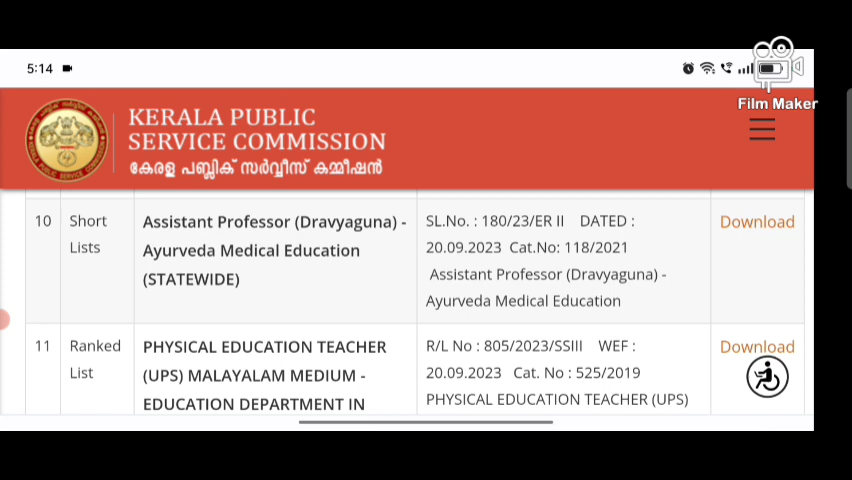 5:14
Film Maker
KERALA PUBLIC
SERVICE COMMISSION
കേരള പബ്ലിക് സർവ്വീസ് കമ്മീഷൻ
10 Short Assistant Professor (Dravyaguna) - SL.No. : 180/23/ER II DATED : Download
Lists Ayurveda Medical Education 20.09.2023 Cat.No: 118/2021
(STATEWIDE) Assistant Professor (Dravyaguna) -
Ayurveda Medical Education
11 Ranked PHYSICAL EDUCATION TEACHER R/L No : 805/2023/SSIII WEF : Download
List (UPS) MALAYALAM MEDIUM - 20.09.2023 Cat. No : 525/2019
EDUCATION DEPARTMENT IN PHYSICAL EDUCATION TEACHER (UPS)